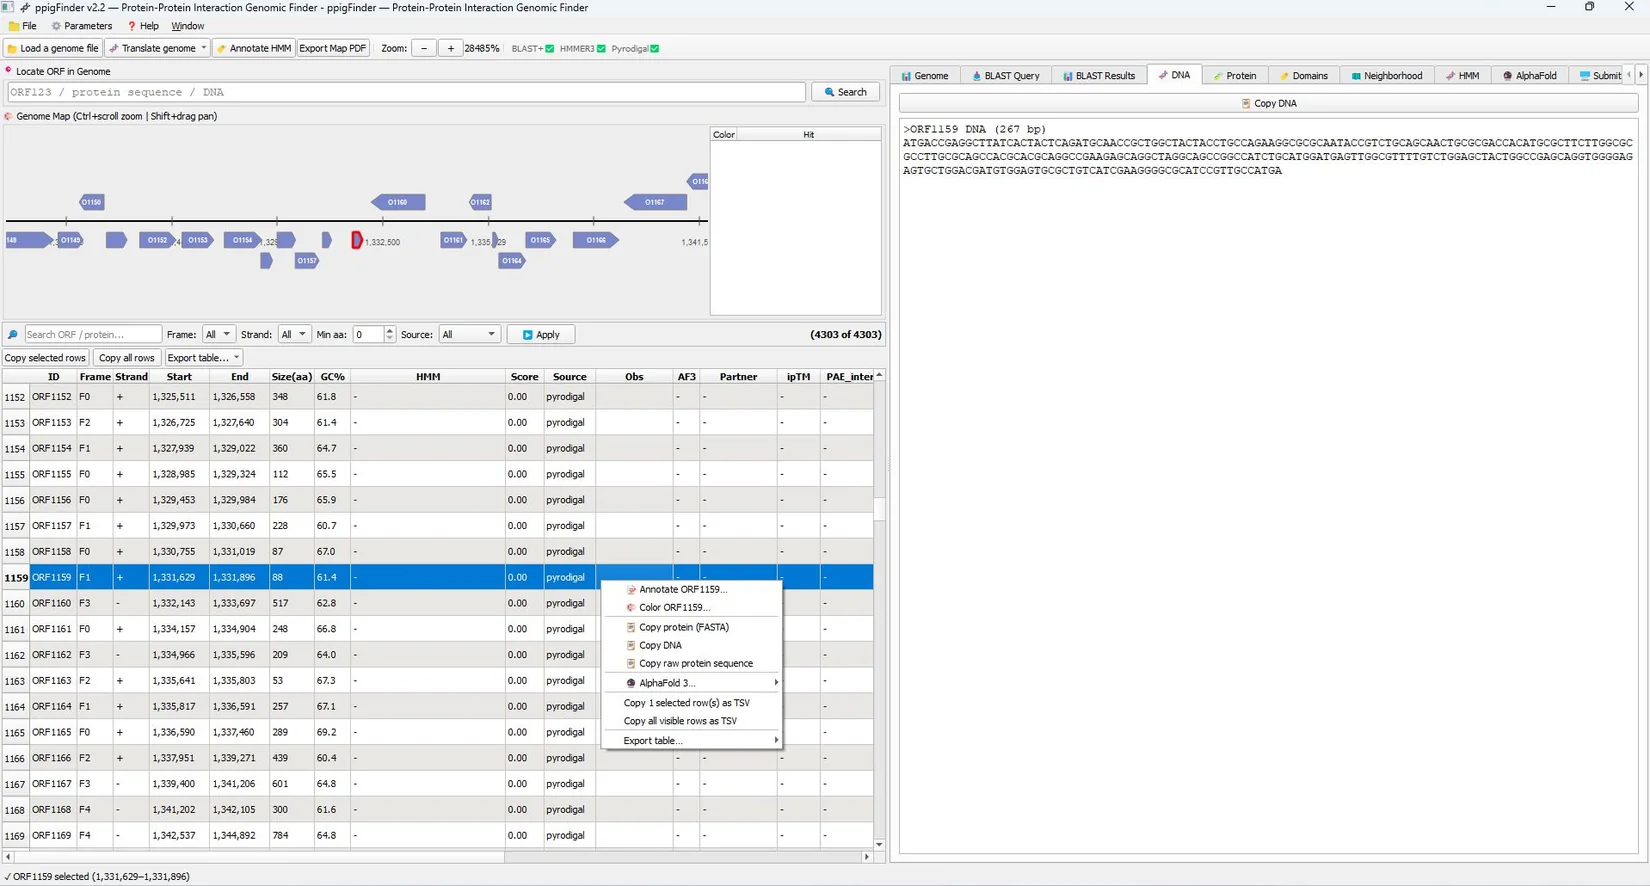 ppigFinder v2.2 — Protein-Protein Interaction Genomic Finder - ppigFinder — Protein-Protein Interaction Genomic Finder
File Parameters Help Window
Load a genome file Translate genome Annotate HMM Export Map PDF Zoom: − + 28485% BLAST+ HMMER3 Pyrodigal
Locate ORF in Genome
ORF123 / protein sequence / DNA Search
Genome Map (Ctrl+scroll zoom | Shift+drag pan)
Color Hit
O116
O1150 O1160 O1162 O1167
148 O1149 O1152 O1153 O1154 O1161 O1165 O1166
1,332,500 1,341,5
O1157 O1164
Search ORF / protein... Frame: All Strand: All Min aa: 0 Source: All Apply (4303 of 4303)
Copy selected rows Copy all rows Export table...
ID Frame Strand Start End Size(aa) GC% HMM Score Source Obs AF3 Partner ipTM PAE_inter
1152 ORF1152 F0 + 1,325,511 1,326,558 348 61.8 - 0.00 pyrodigal - - - -
1153 ORF1153 F2 + 1,326,725 1,327,640 304 61.4 - 0.00 pyrodigal - - - -
1154 ORF1154 F1 + 1,327,939 1,329,022 360 64.7 - 0.00 pyrodigal - - - -
1155 ORF1155 F0 + 1,328,985 1,329,324 112 65.5 - 0.00 pyrodigal - - - -
1156 ORF1156 F0 + 1,329,453 1,329,984 176 65.9 - 0.00 pyrodigal - - - -
1157 ORF1157 F1 + 1,329,973 1,330,660 228 60.7 - 0.00 pyrodigal - - - -
1158 ORF1158 F0 + 1,330,755 1,331,019 87 67.0 - 0.00 pyrodigal - - - -
1159 ORF1159 F1 + 1,331,629 1,331,896 88 61.4 - 0.00 pyrodigal - - - -
1160 ORF1160 F3 - 1,332,143 1,333,697 517 62.8 - 0.00 pyrodigal -
1161 ORF1161 F0 + 1,334,157 1,334,904 248 66.8 - 0.00 pyrodigal -
1162 ORF1162 F3 - 1,334,966 1,335,596 209 64.0 - 0.00 pyrodigal -
1163 ORF1163 F2 + 1,335,641 1,335,803 53 67.3 - 0.00 pyrodigal -
1164 ORF1164 F1 + 1,335,817 1,336,591 257 67.1 - 0.00 pyrodigal -
1165 ORF1165 F0 + 1,336,590 1,337,460 289 69.2 - 0.00 pyrodigal -
1166 ORF1166 F2 + 1,337,951 1,339,271 439 60.4 - 0.00 pyrodigal - - - -
1167 ORF1167 F3 - 1,339,400 1,341,206 601 64.8 - 0.00 pyrodigal - - - -
1168 ORF1168 F4 - 1,341,202 1,342,105 300 61.6 - 0.00 pyrodigal - - - -
1169 ORF1169 F4 - 1,342,537 1,344,892 784 64.8 - 0.00 pyrodigal - - - -
Annotate ORF1159...
Color ORF1159...
Copy protein (FASTA)
Copy DNA
Copy raw protein sequence
AlphaFold 3...
Copy 1 selected row(s) as TSV
Copy all visible rows as TSV
Export table...
✓ ORF1159 selected (1,331,629–1,331,896)
Genome BLAST Query BLAST Results DNA Protein Domains Neighborhood HMM AlphaFold Submit
Copy DNA
>ORF1159 DNA (267 bp)
ATGACCGAGGCTTATCACTACTCAGATGCAACCGCTGGCTACTACCTGCCAGAAGGCGCGCAATACCGTCTGCAGCAACTGCGCGACCACATGCGCTTCTTGGCGC
GCCTTGCGCAGCCACGCACGCAGGCCGAAGAGCAGGCTAGGCAGCCGGCCATCTGCATGGATGAGTTGGCGTTTTGTCTGGAGCTACTGGCCGAGCAGGTGGGGAG
AGTGCTGGACGATGTGGAGTGCGCTGTCATCGAAGGGGCGCATCCGTTGCCATGA